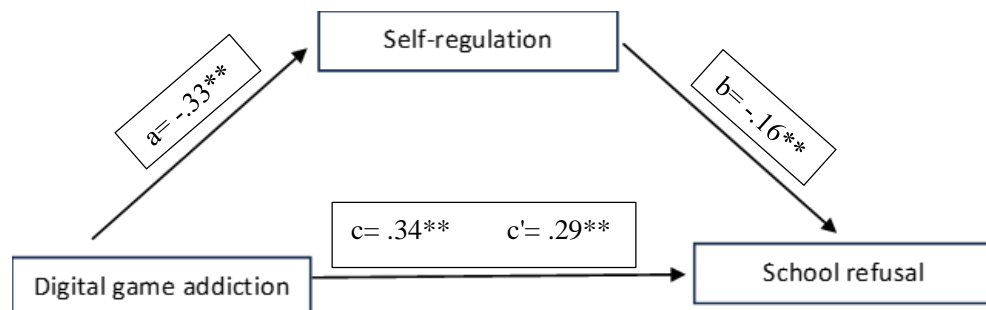 Self-regulation
a= -.33**
b= -.16**
c= .34** c'= .29**
Digital game addiction
School refusal